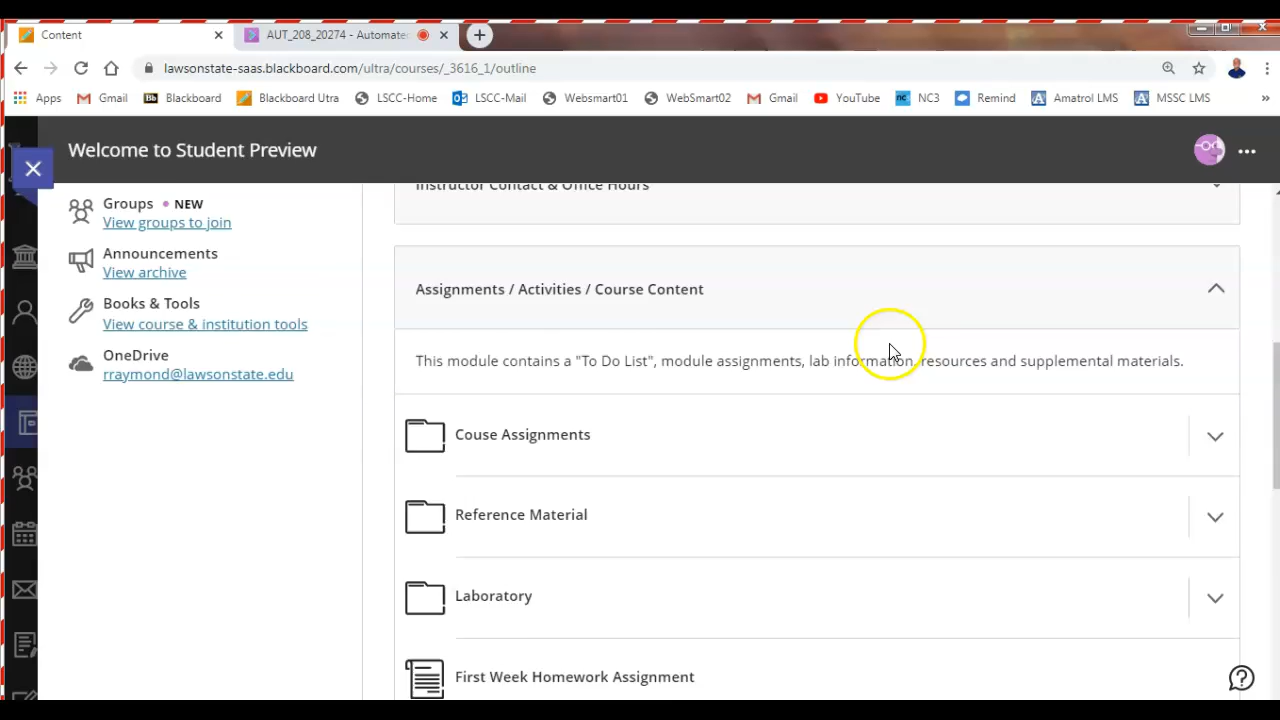 Content
AUT_208_20274 - Automate
lawsonstate-saas.blackboard.com/ultra/courses/_3616_1/outline
Apps Gmail Blackboard Blackboard Utra LSCC-Home LSCC-Mail Websmart01 WebSmart02 Gmail YouTube NC3 Remind Amatrol LMS MSSC LMS »
Welcome to Student Preview
Groups • NEW
View groups to join
Announcements
View archive
Books & Tools
View course & institution tools
OneDrive
rraymond@lawsonstate.edu
Instructor Contact & Office Hours
Assignments / Activities / Course Content
This module contains a "To Do List", module assignments, lab information, resources and supplemental materials.
Couse Assignments
Reference Material
Laboratory
First Week Homework Assignment